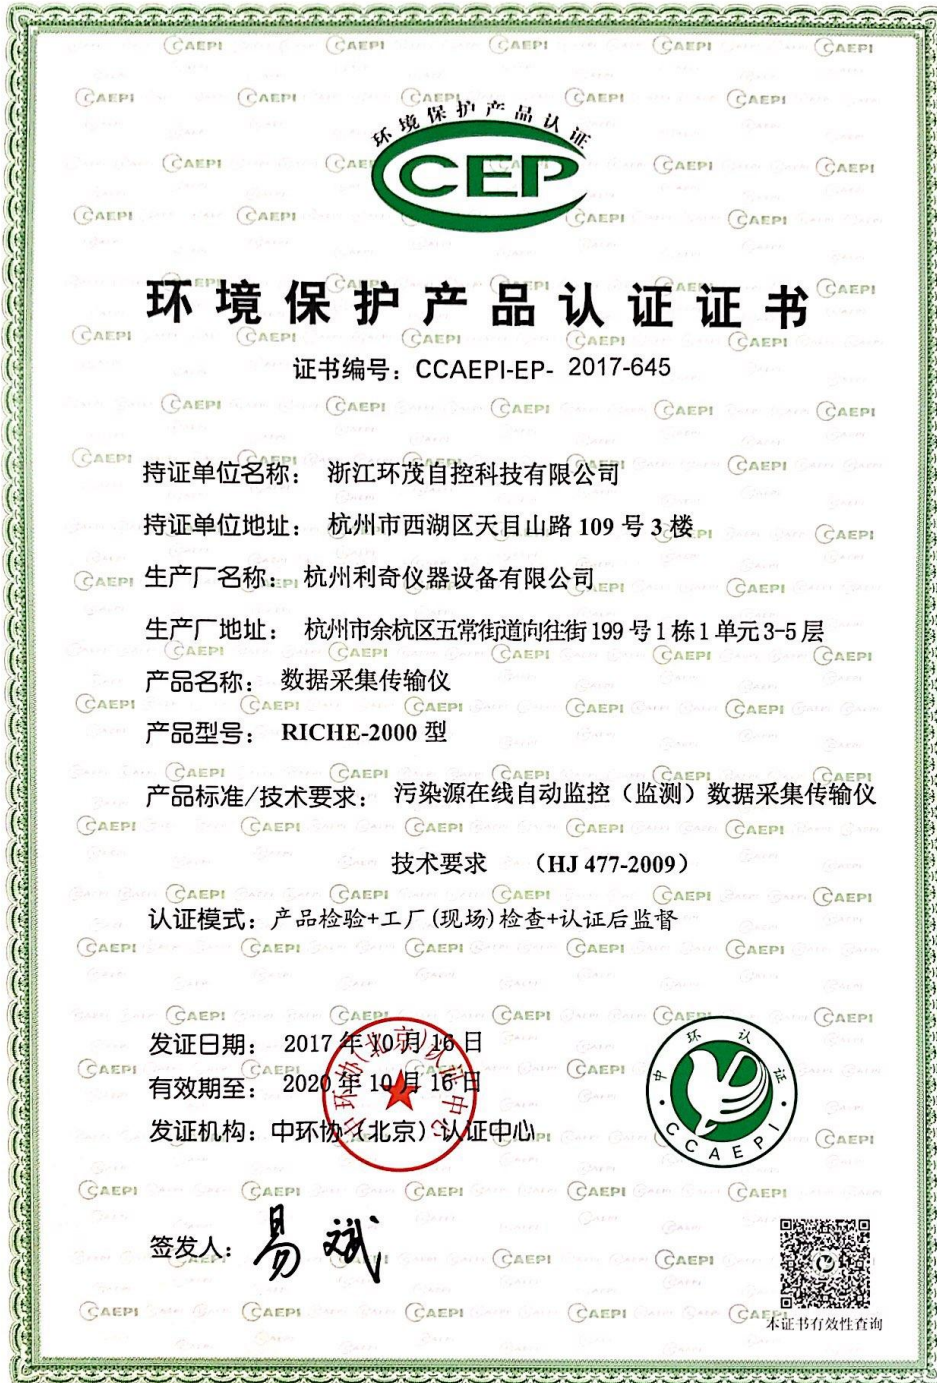 环境保护产品认证
CEP
环境保护产品认证证书
证书编号：CCAEPI-EP- 2017-645
持证单位名称： 浙江环茂自控科技有限公司
持证单位地址： 杭州市西湖区天目山路 109 号 3 楼
生产厂名称： 杭州利奇仪器设备有限公司
生产厂地址： 杭州市余杭区五常街道向往街 199 号 1 栋 1 单元 3-5 层
产品名称： 数据采集传输仪
产品型号： RICHE-2000 型
产品标准/技术要求： 污染源在线自动监控（监测）数据采集传输仪
技术要求 （HJ 477-2009）
认证模式：产品检验+工厂(现场)检查+认证后监督
发证日期： 2017 年 10 月 16 日
有效期至： 2020 年 10 月 16 日
发证机构：中环协（北京）认证中心
中环协(北京)认证中心
中环认证
CCAEPI
签发人：易斌
本证书有效性查询